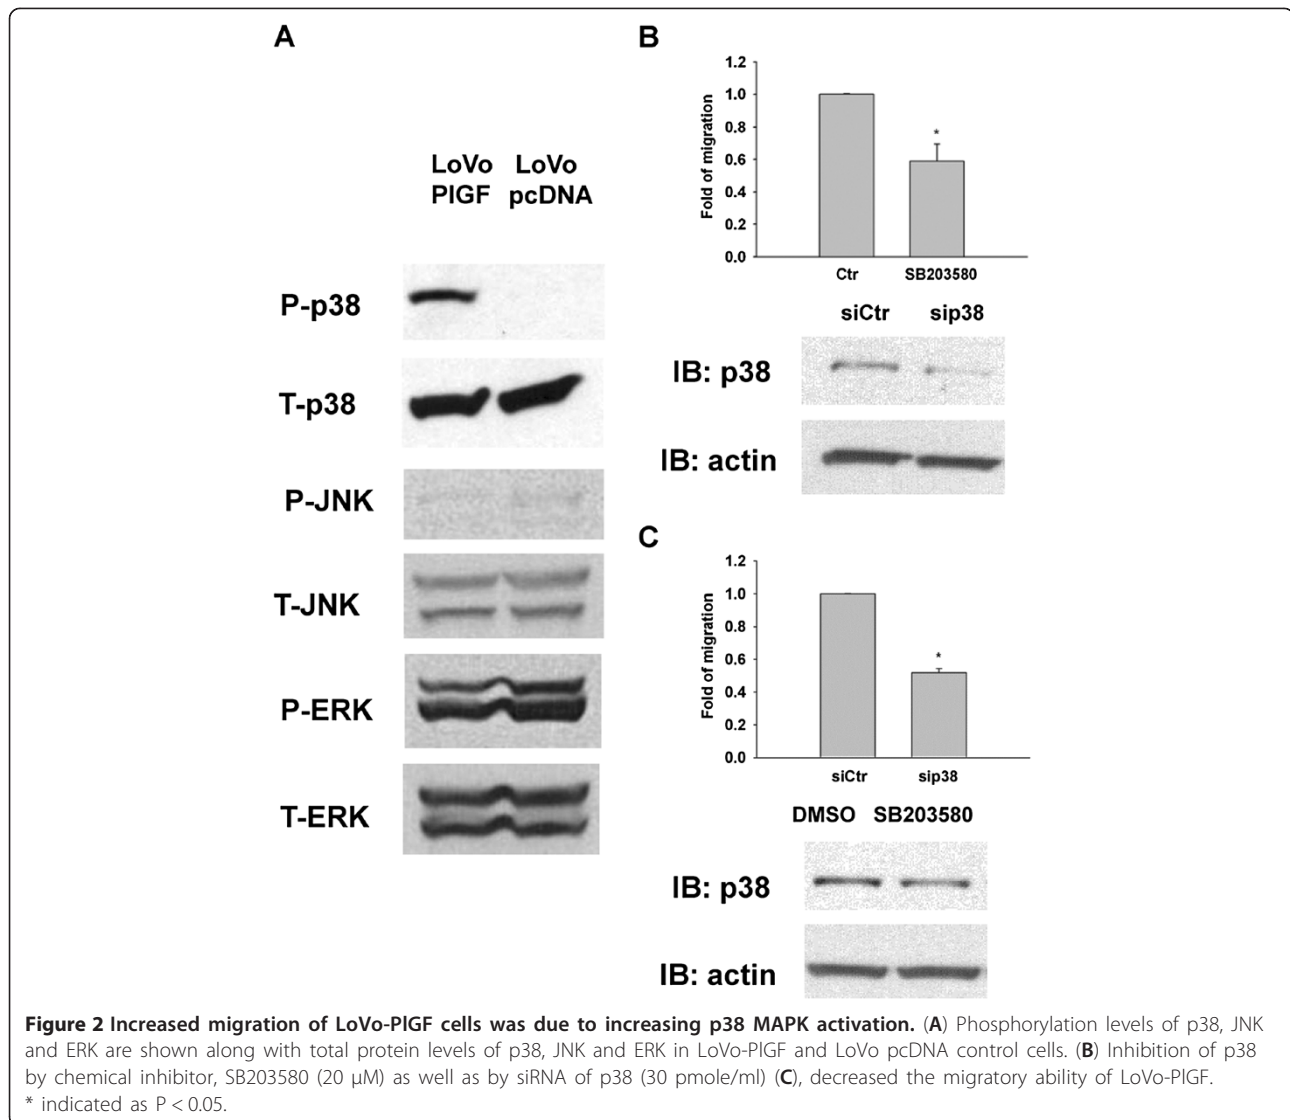 A
LoVo LoVo
PlGF pcDNA
P-p38
T-p38
P-JNK
T-JNK
P-ERK
T-ERK
B
1.2
1.0
0.8
0.6
0.4
0.2
0.0
Fold of migration
*
Ctr SB203580
siCtr sip38
IB: p38
IB: actin
C
1.2
1.0
0.8
0.6
0.4
0.2
0.0
Fold of migration
*
siCtr sip38
DMSO SB203580
IB: p38
IB: actin
Figure 2 Increased migration of LoVo-PlGF cells was due to increasing p38 MAPK activation. (A) Phosphorylation levels of p38, JNK
and ERK are shown along with total protein levels of p38, JNK and ERK in LoVo-PlGF and LoVo pcDNA control cells. (B) Inhibition of p38
by chemical inhibitor, SB203580 (20 μM) as well as by siRNA of p38 (30 pmole/ml) (C), decreased the migratory ability of LoVo-PlGF.
* indicated as P < 0.05.